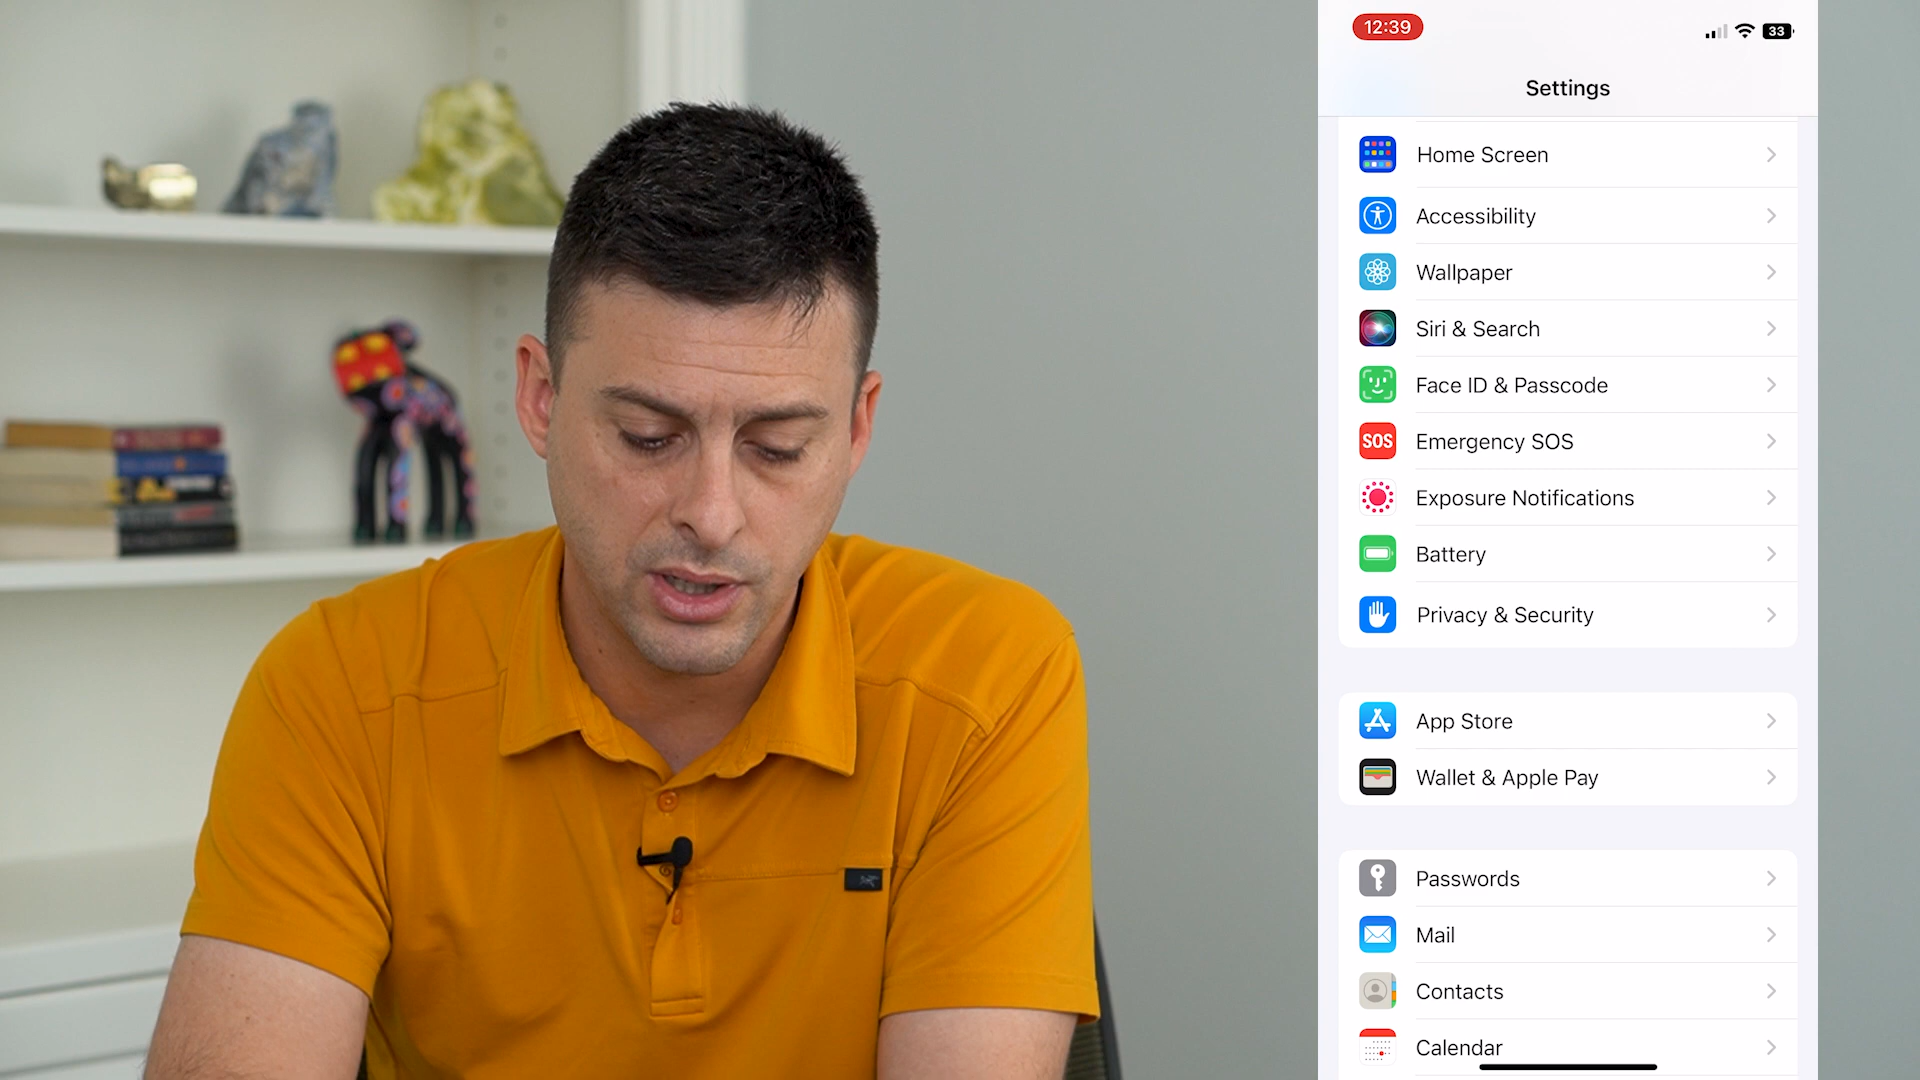 12:39
33
Settings
Home Screen
Accessibility
Wallpaper
Siri & Search
Face ID & Passcode
SOS
Emergency SOS
Exposure Notifications
Battery
Privacy & Security
App Store
Wallet & Apple Pay
Passwords
Mail
Contacts
Calendar